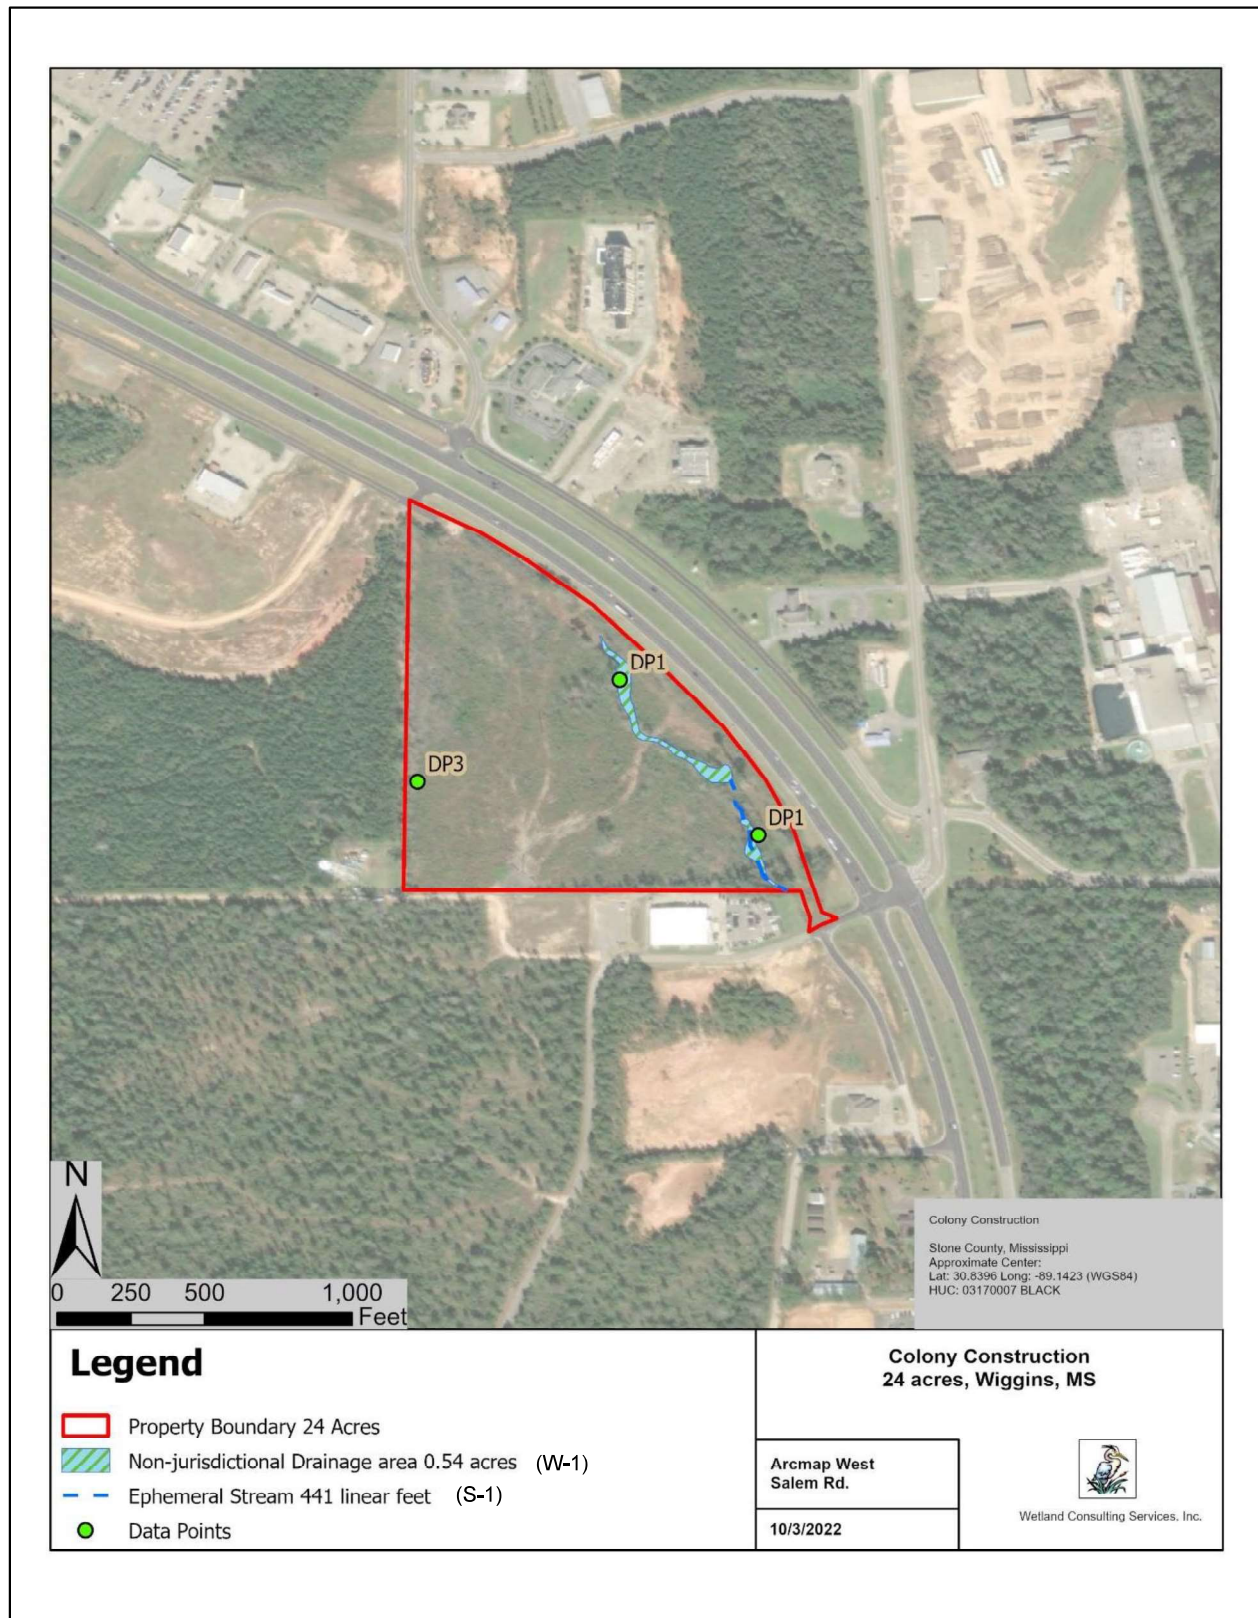 DP1
DP3
DP1
N
0 250 500 1,000
Feet
Colony Construction
Stone County, Mississippi
Approximate Center:
Lat: 30.8396 Long: -89.1423 (WGS84)
HUC: 03170007 BLACK
Legend
Property Boundary 24 Acres
Non-jurisdictional Drainage area 0.54 acres (W-1)
Ephemeral Stream 441 linear feet (S-1)
Data Points
Colony Construction
24 acres, Wiggins, MS
Arcmap West
Salem Rd.
10/3/2022
Wetland Consulting Services, Inc.